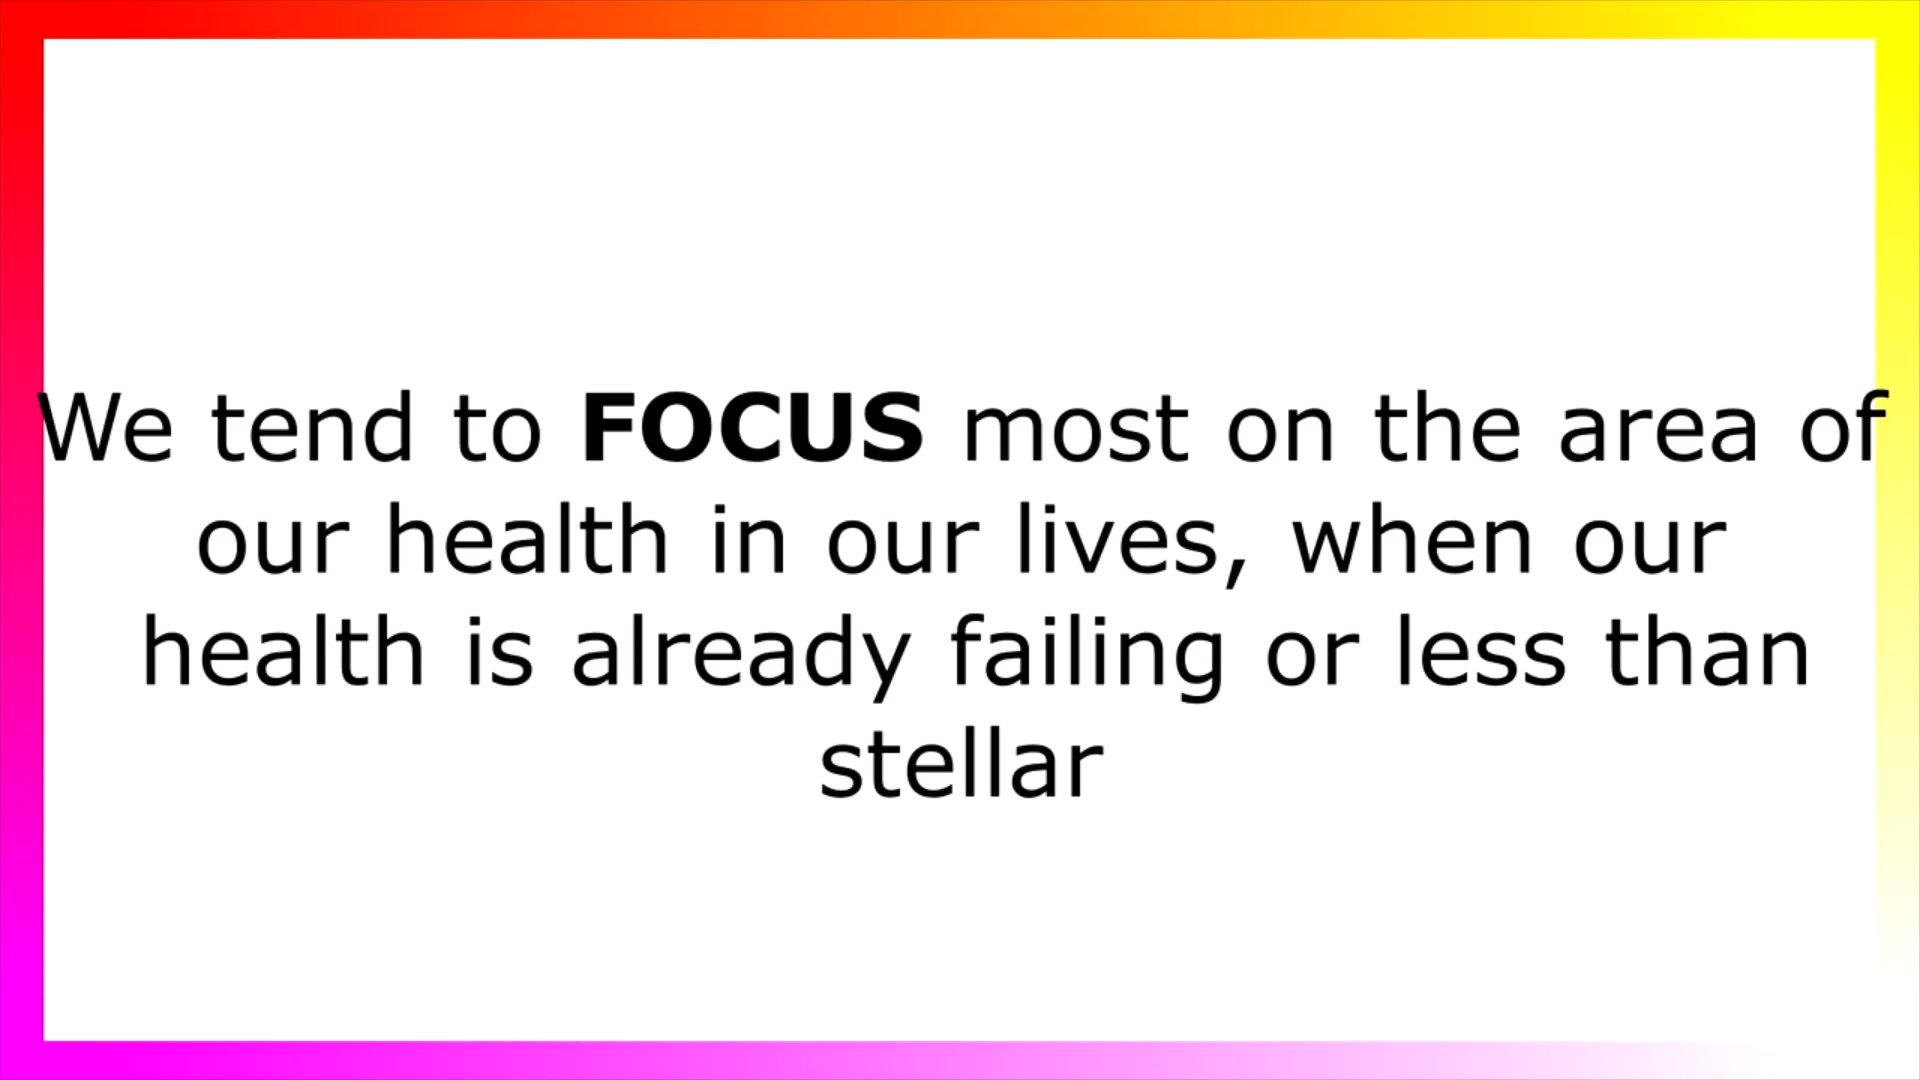 We tend to FOCUS most on the area of
our health in our lives, when our
health is already failing or less than
stellar